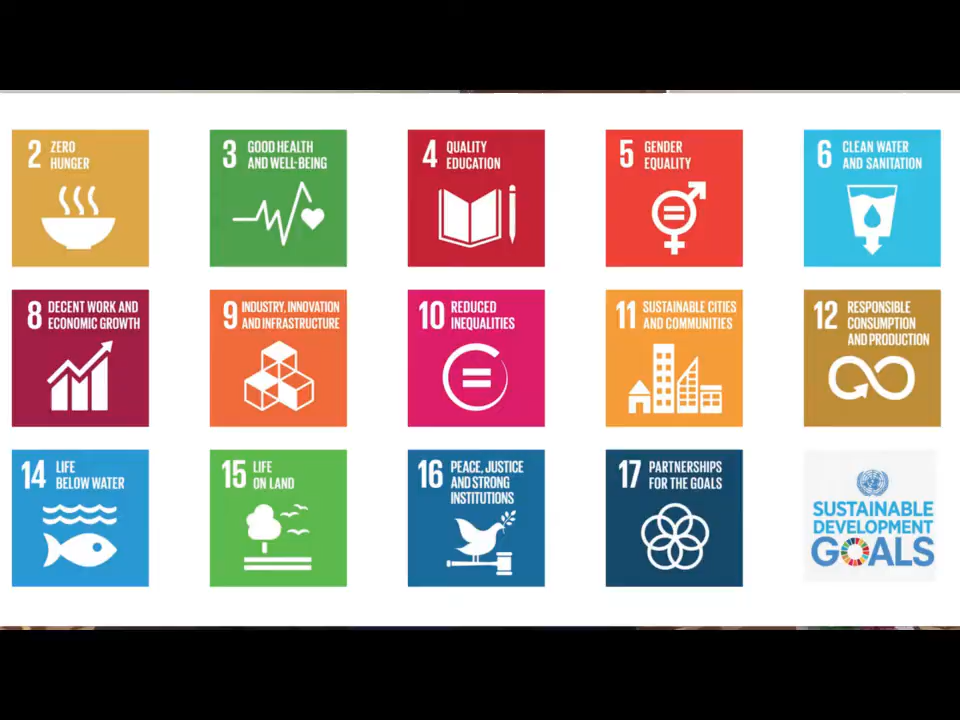 2 ZERO
HUNGER
3 GOOD HEALTH
AND WELL-BEING
4 QUALITY
EDUCATION
5 GENDER
EQUALITY
6 CLEAN WATER
AND SANITATION
8 DECENT WORK AND
ECONOMIC GROWTH
9 INDUSTRY, INNOVATION
AND INFRASTRUCTURE
10 REDUCED
INEQUALITIES
11 SUSTAINABLE CITIES
AND COMMUNITIES
12 RESPONSIBLE
CONSUMPTION
AND PRODUCTION
14 LIFE
BELOW WATER
15 LIFE
ON LAND
16 PEACE, JUSTICE
AND STRONG
INSTITUTIONS
17 PARTNERSHIPS
FOR THE GOALS
SUSTAINABLE
DEVELOPMENT
GOALS